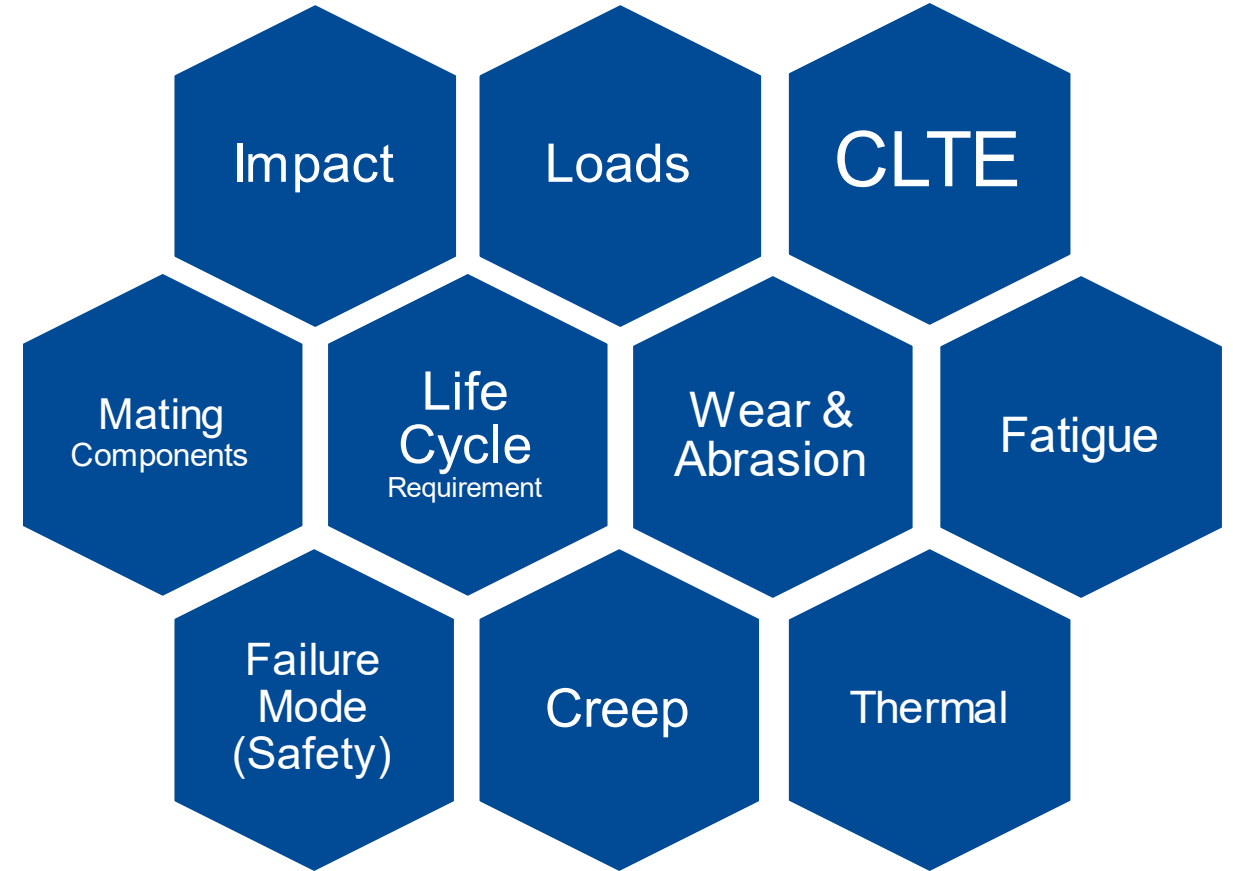 Impact
Loads
CLTE
Mating
Components
Life
Cycle
Requirement
Wear &
Abrasion
Fatigue
Failure
Mode
(Safety)
Creep
Thermal